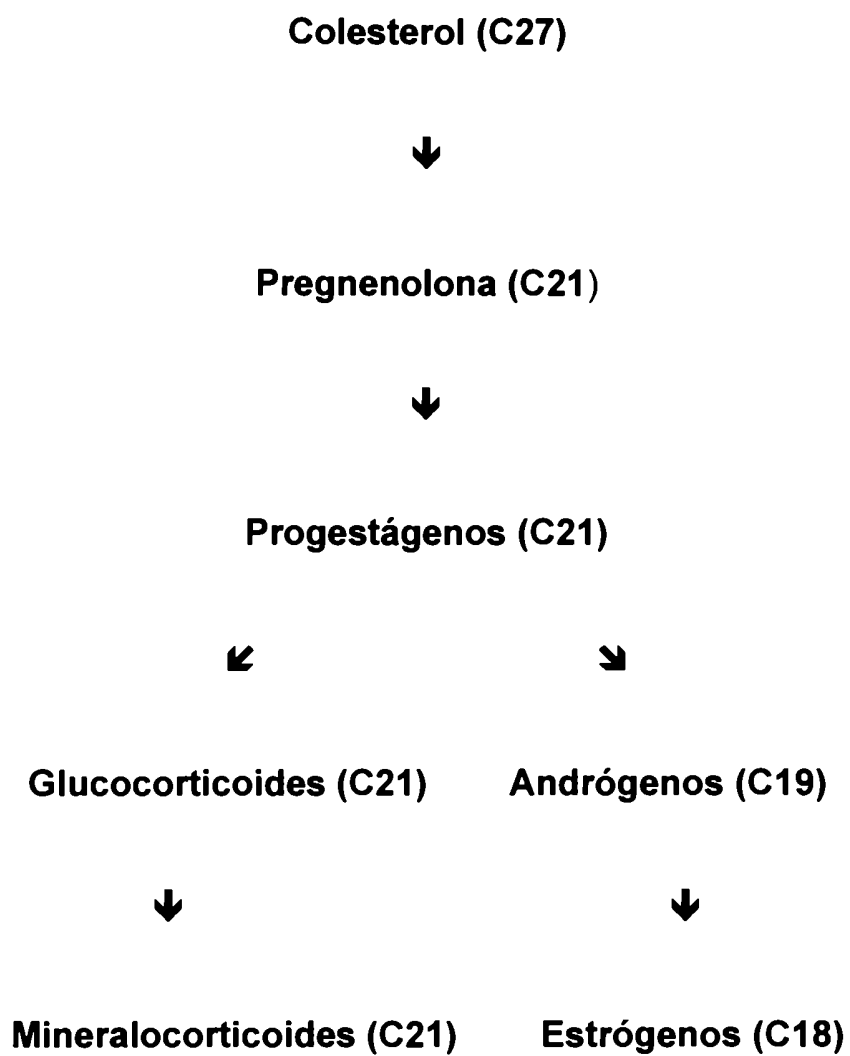 Colesterol (C27)
Pregnenolona (C21)
Progestágenos (C21)
Glucocorticoides (C21) Andrógenos (C19)
Mineralocorticoides (C21) Estrógenos (C18)